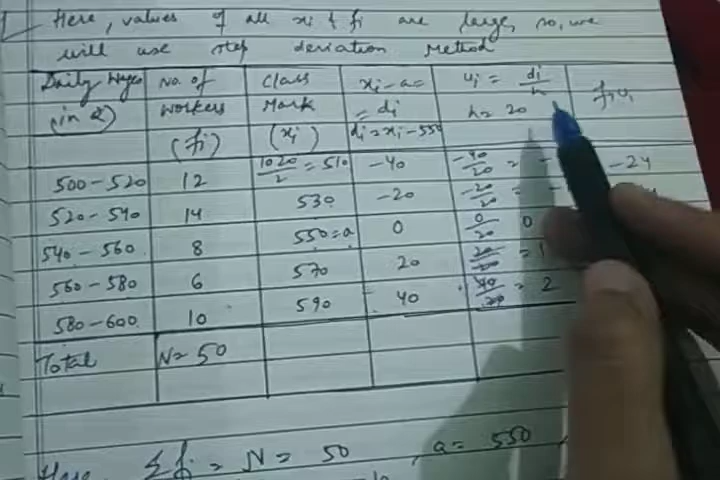 Here, values of all xi & fi are large, so, we
will use step deviation method
Daily Wages (in ₹) No. of workers (fi) Class Mark (xi) xi - a = = di di = xi - 550 ui = di/h h = 20 fiui
500 - 520 12 1020/2 = 510 -40 -40/20 = - -24
520 - 540 14 530 -20 -20/20 = -
540 - 560 8 550 = a 0 0/20 0
560 - 580 6 570 20 20/20 = 1
580 - 600 10 590 40 40/20 = 2
Total N = 50
Here Σfi = N = 50, a = 550